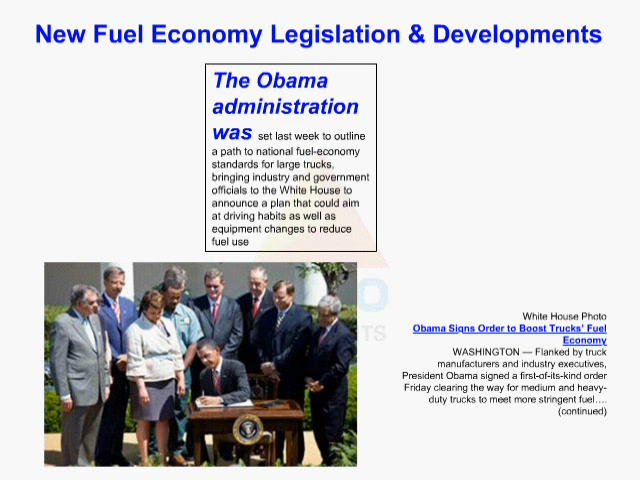 New Fuel Economy Legislation & Developments
The Obama
administration
was set last week to outline
a path to national fuel-economy
standards for large trucks,
bringing industry and government
officials to the White House to
announce a plan that could aim
at driving habits as well as
equipment changes to reduce
fuel use
White House Photo
Obama Signs Order to Boost Trucks' Fuel
Economy
WASHINGTON — Flanked by truck
manufacturers and industry executives,
President Obama signed a first-of-its-kind order
Friday clearing the way for medium and heavy-
duty trucks to meet more stringent fuel….
(continued)